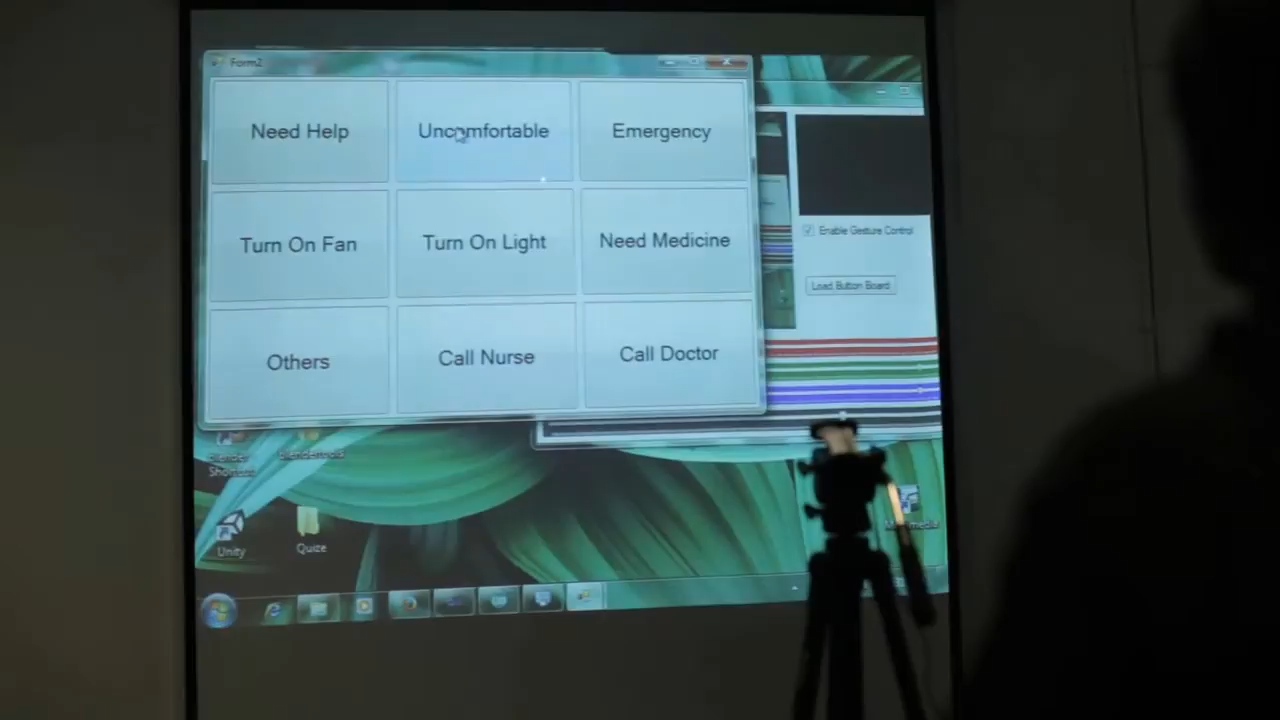 Form2
Need Help
Uncomfortable
Emergency
Turn On Fan
Turn On Light
Need Medicine
Others
Call Nurse
Call Doctor
Enable Gesture Control
Load Button Board
Blender
Unity
Quize